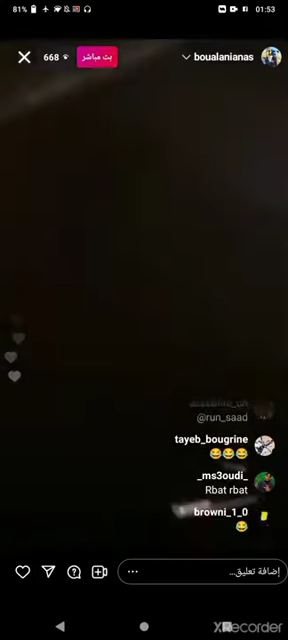 81% 01:53
668 بث مباشر boualanianas
@run_saad
tayeb_bougrine
😂😂😂
_ms3oudi_
Rbat rbat
browni_1_0
😂
إضافة تعليق...
XRecorder